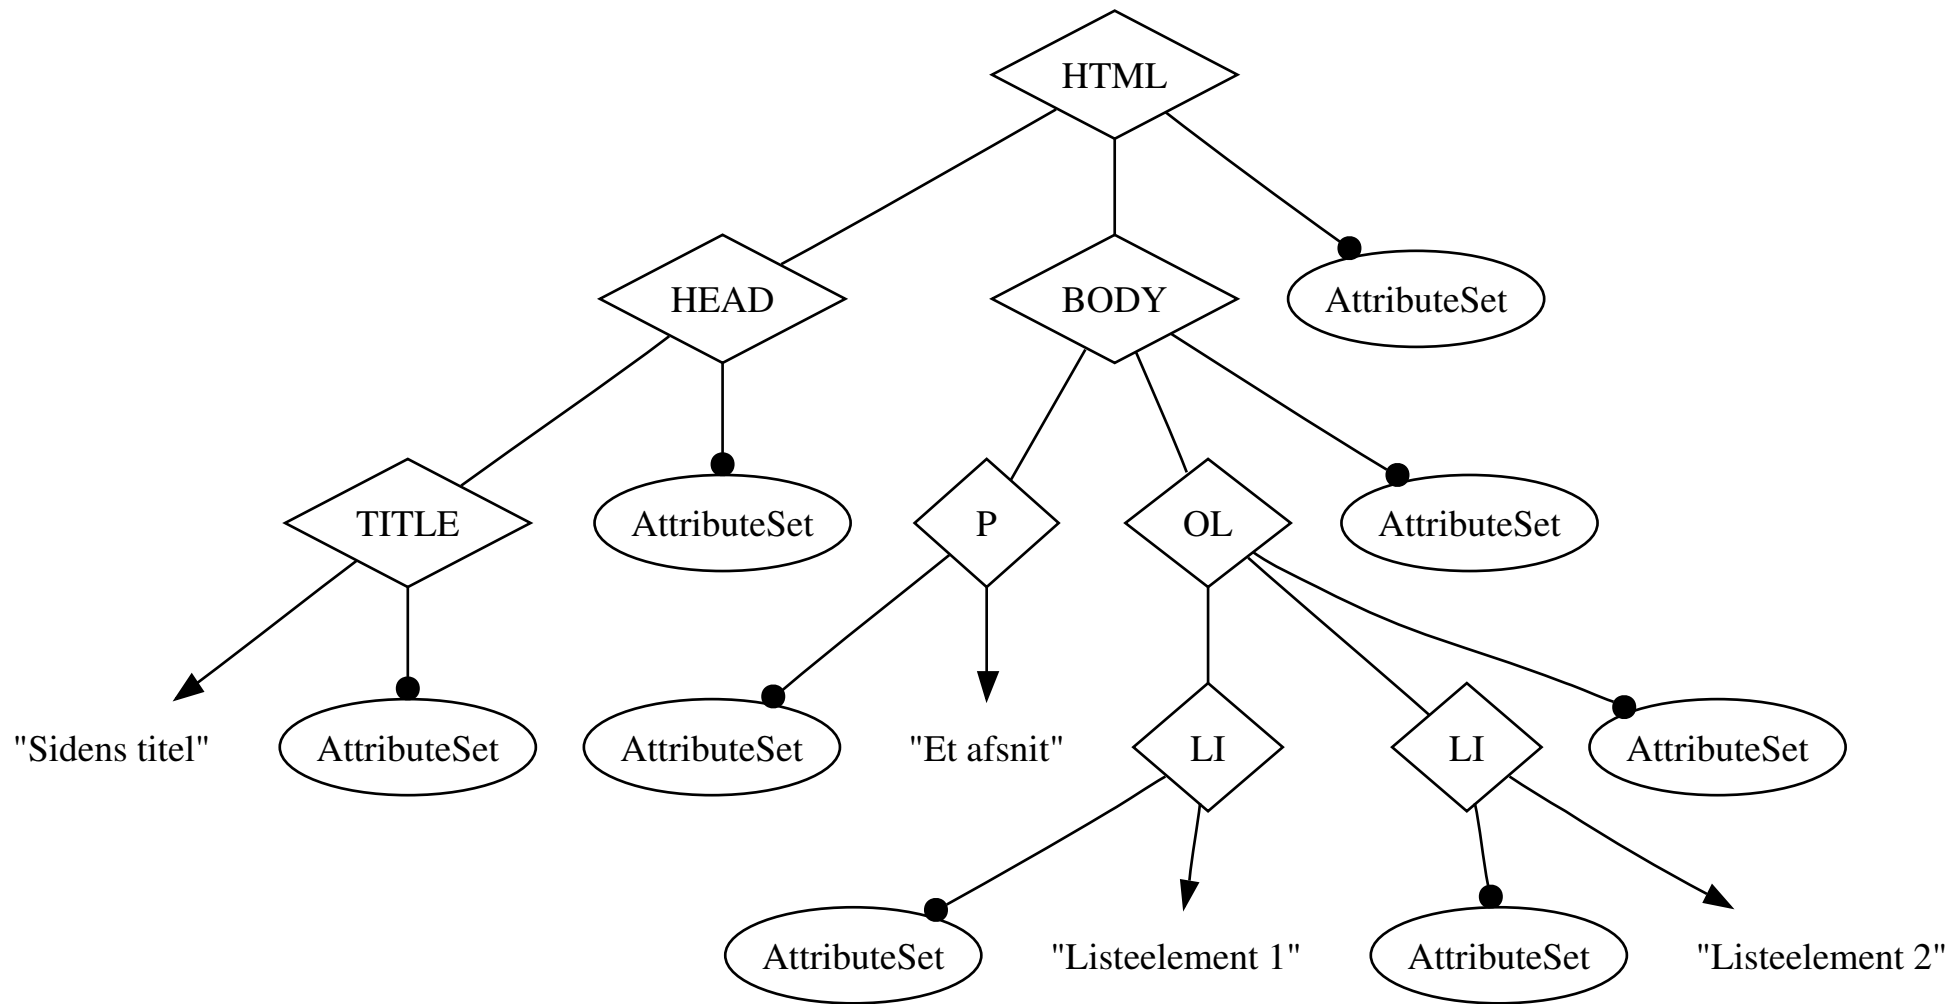 HTML
HEAD
BODY
AttributeSet
TITLE
AttributeSet
P
OL
AttributeSet
"Sidens titel"
AttributeSet
AttributeSet
"Et afsnit"
LI
LI
AttributeSet
AttributeSet
"Listeelement 1"
AttributeSet
"Listeelement 2"